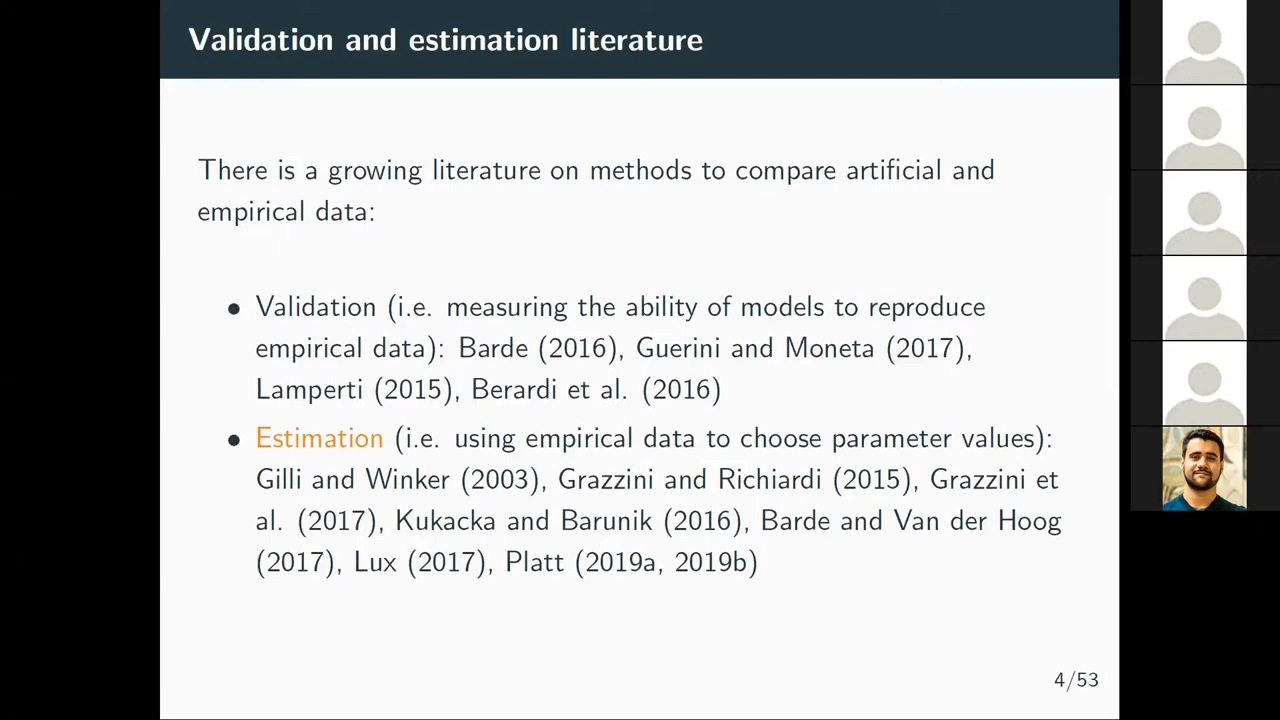 Validation and estimation literature
There is a growing literature on methods to compare artificial and
empirical data:
• Validation (i.e. measuring the ability of models to reproduce
empirical data): Barde (2016), Guerini and Moneta (2017),
Lamperti (2015), Berardi et al. (2016)
• Estimation (i.e. using empirical data to choose parameter values):
Gilli and Winker (2003), Grazzini and Richiardi (2015), Grazzini et
al. (2017), Kukacka and Barunik (2016), Barde and Van der Hoog
(2017), Lux (2017), Platt (2019a, 2019b)
4/53